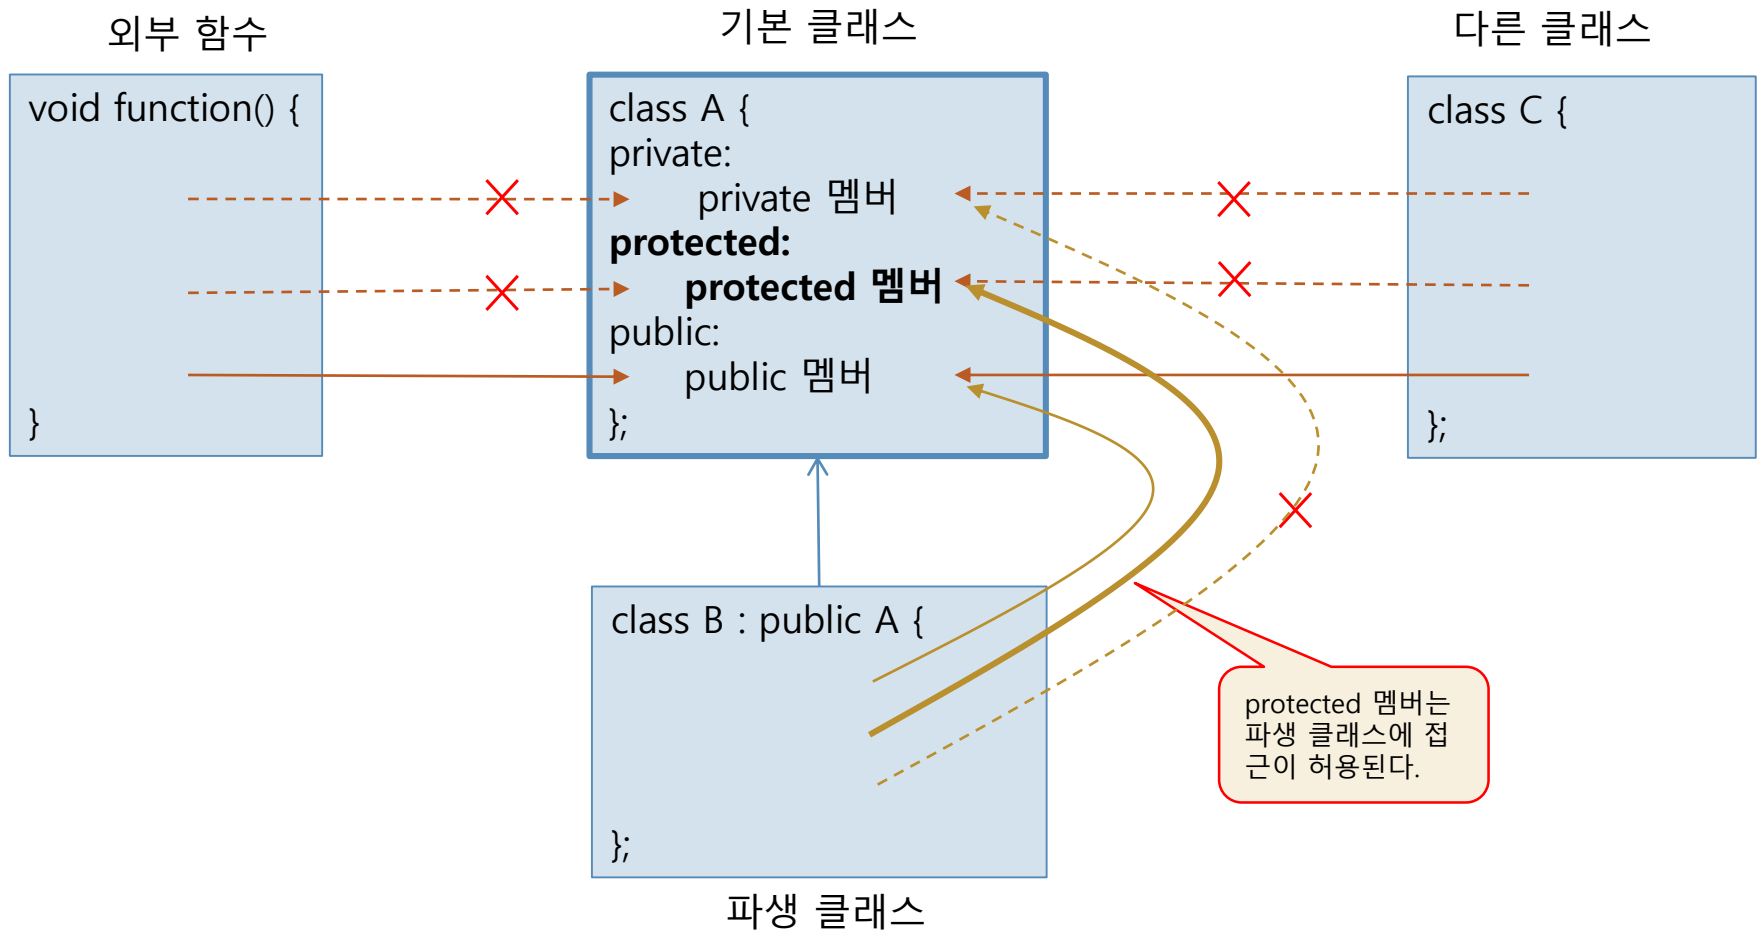 외부 함수
void function() {
}
기본 클래스
class A {
private:
private 멤버
protected:
protected 멤버
public:
public 멤버
};
다른 클래스
class C {
};
class B : public A {
};
파생 클래스
protected 멤버는
파생 클래스에 접
근이 허용된다.